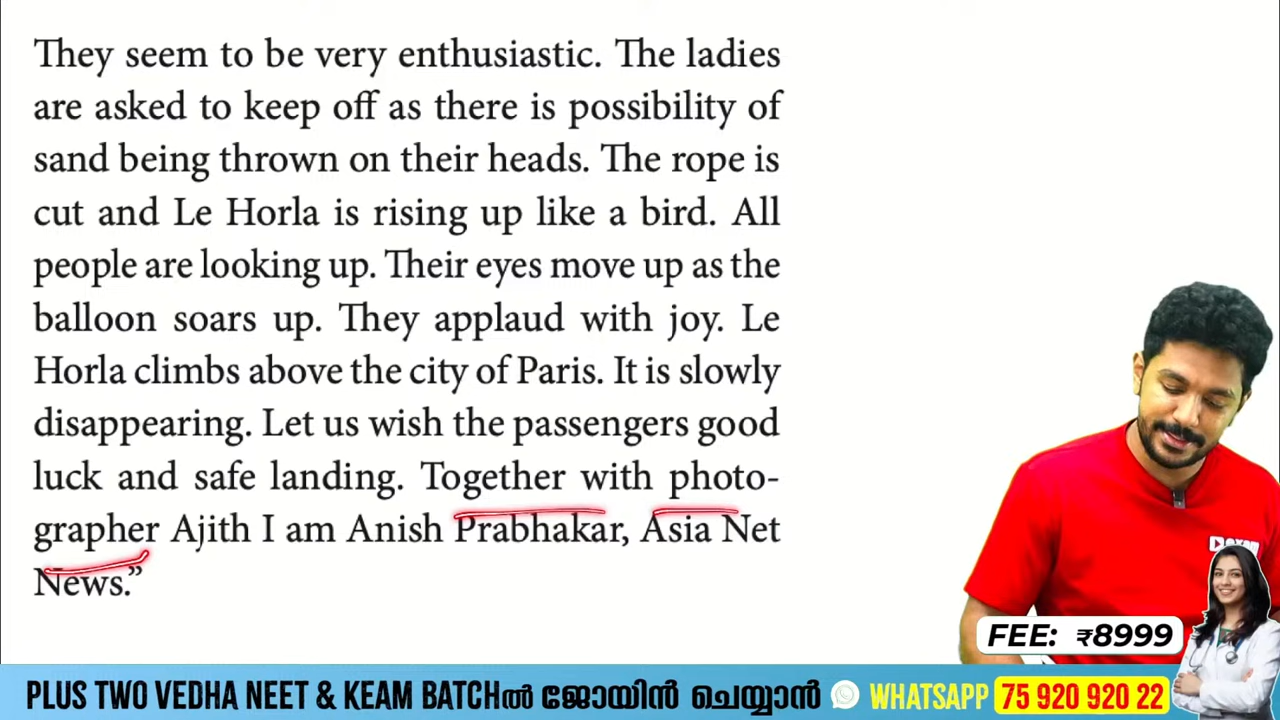 They seem to be very enthusiastic. The ladies
are asked to keep off as there is possibility of
sand being thrown on their heads. The rope is
cut and Le Horla is rising up like a bird. All
people are looking up. Their eyes move up as the
balloon soars up. They applaud with joy. Le
Horla climbs above the city of Paris. It is slowly
disappearing. Let us wish the passengers good
luck and safe landing. Together with photo-
grapher Ajith I am Anish Prabhakar, Asia Net
News.”
FEE: ₹8999
PLUS TWO VEDHA NEET & KEAM BATCHൽ ജോയിൻ ചെയ്യാൻ WHATSAPP 75 920 920 22